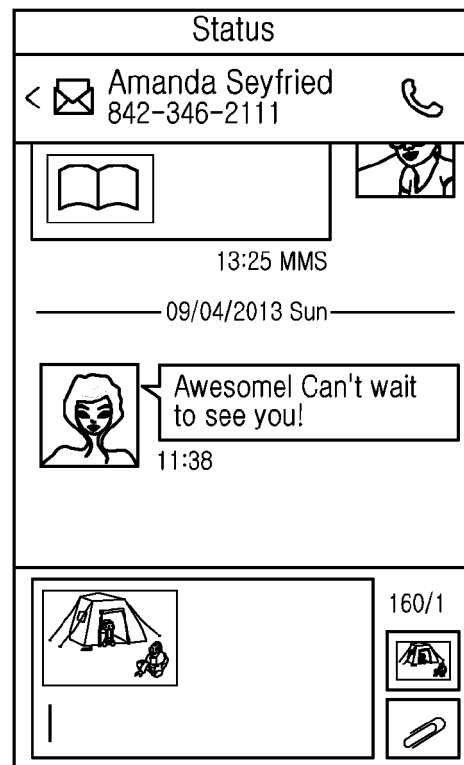 Status
Amanda Seyfried
842-346-2111
13:25 MMS
09/04/2013 Sun
Awesomel Can't wait
to see you!
11:38
160/1